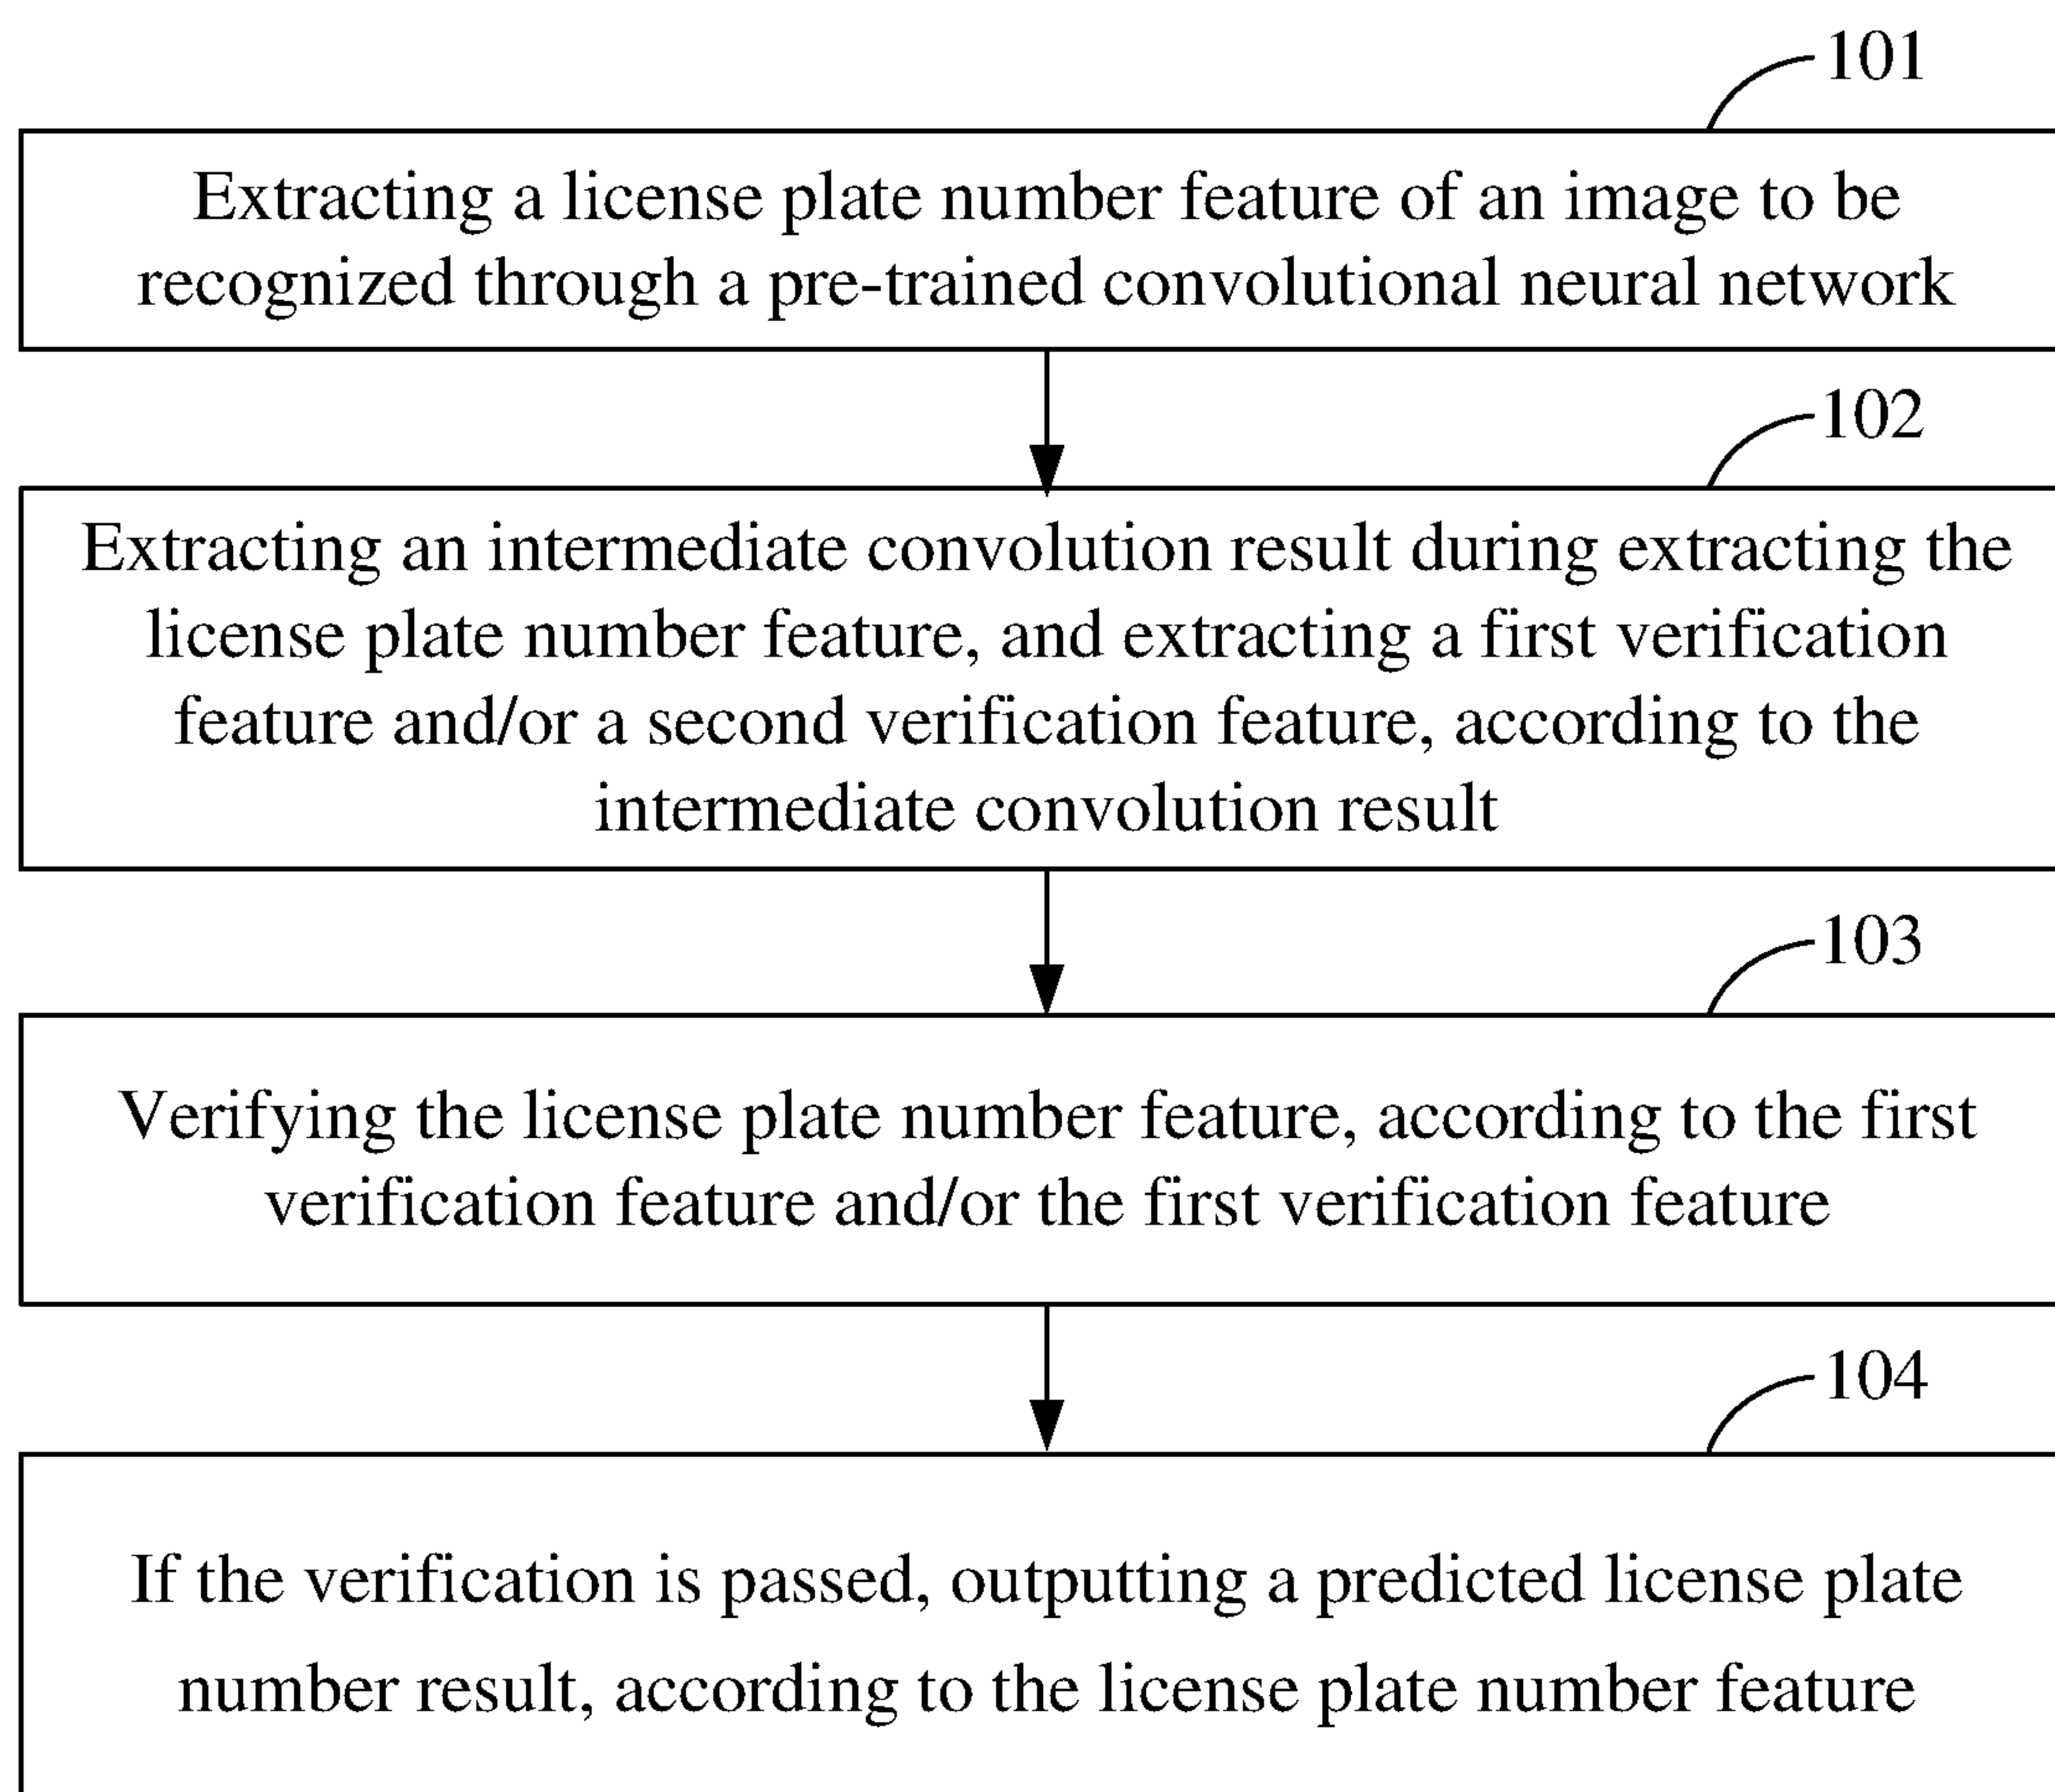 101
Extracting a license plate number feature of an image to be
recognized through a pre-trained convolutional neural network
102
Extracting an intermediate convolution result during extracting the
license plate number feature, and extracting a first verification
feature and/or a second verification feature, according to the
intermediate convolution result
103
Verifying the license plate number feature, according to the first
verification feature and/or the first verification feature
104
If the verification is passed, outputting a predicted license plate
number result, according to the license plate number feature